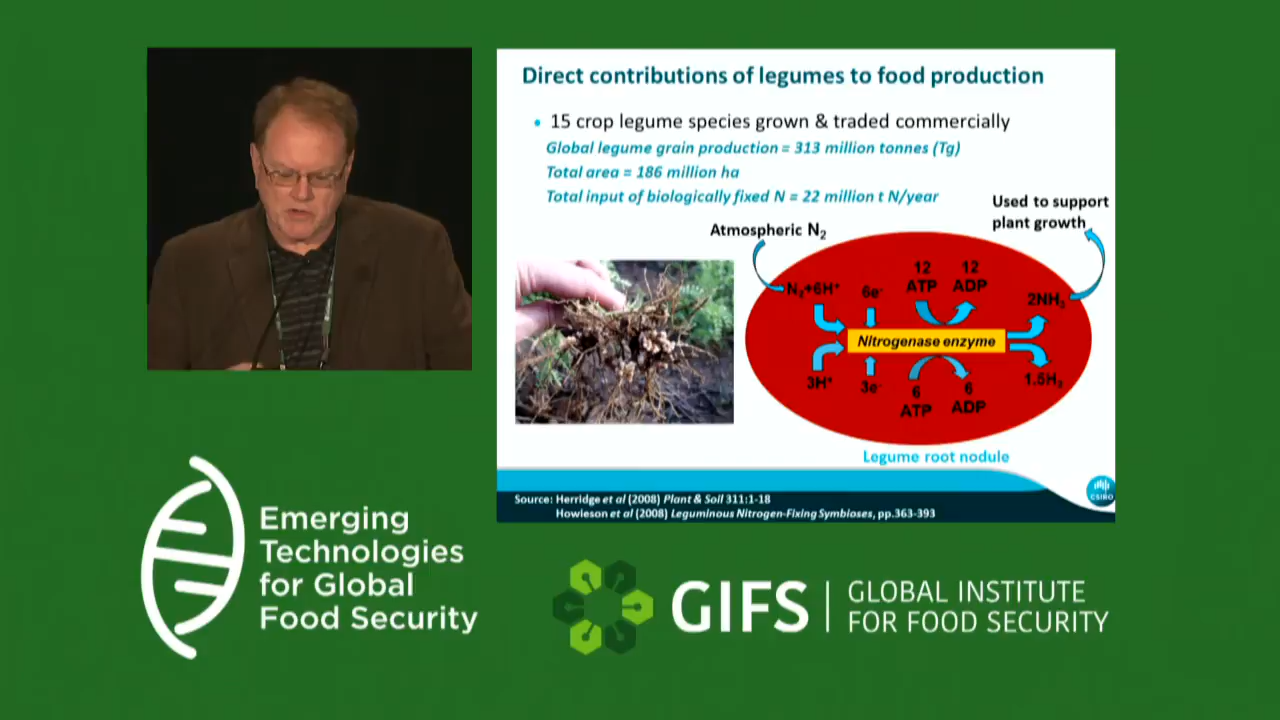 Direct contributions of legumes to food production
• 15 crop legume species grown & traded commercially
Global legume grain production = 313 million tonnes (Tg)
Total area = 186 million ha
Total input of biologically fixed N = 22 million t N/year
Used to support
plant growth
Atmospheric N₂
12
ATP
12
ADP
N₂+6H⁺
6e⁻
2NH₃
Nitrogenase enzyme
3H⁺
3e⁻
6
ATP
6
ADP
1.5H₂
Legume root nodule
CSIRO
Source: Herridge et al (2008) Plant & Soil 311:1-18
Howieson et al (2008) Leguminous Nitrogen-Fixing Symbioses, pp.363-393
Emerging
Technologies
for Global
Food Security
GIFS
GLOBAL INSTITUTE
FOR FOOD SECURITY